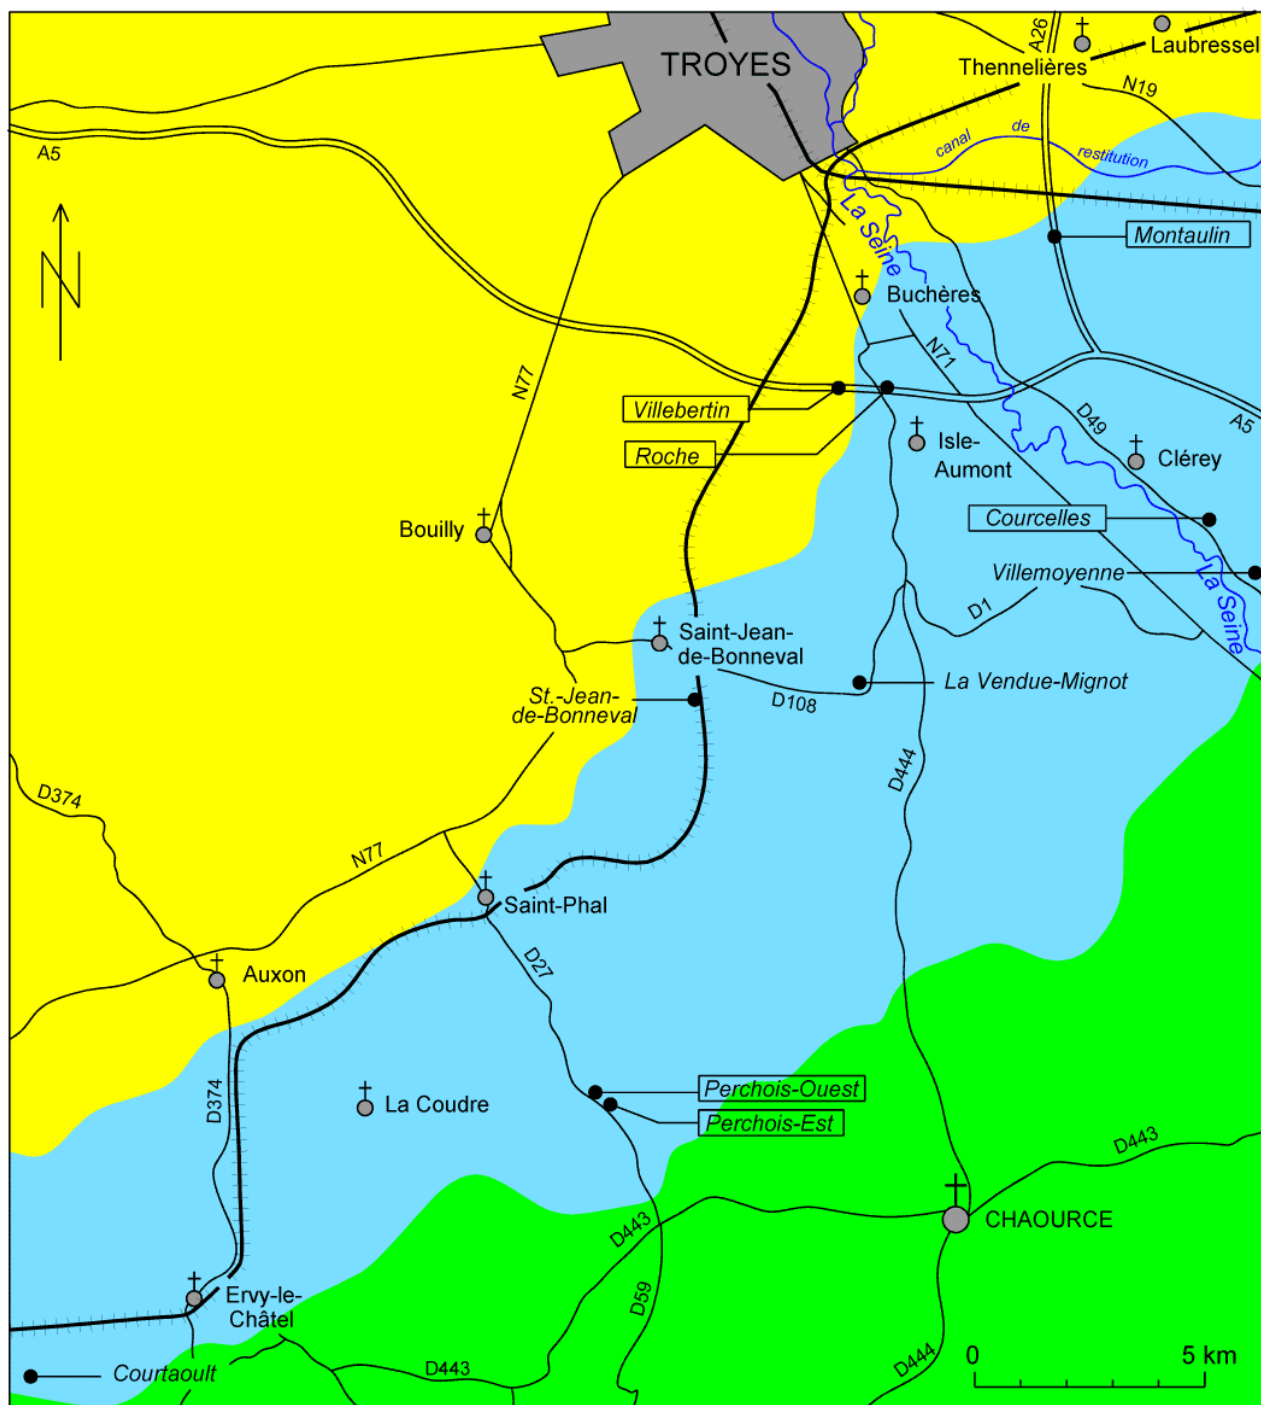 A26
Laubressel
TROYES
Thennelières
N19
A5
canal de restitution
La Seine
Montaulin
N
Buchères
N71
N77
Villebertin
D49
A5
Roche
Isle-
Aumont
Clérey
Bouilly
Courcelles
Villemoyenne
La Seine
D1
Saint-Jean-
de-Bonneval
La Vendue-Mignot
St.-Jean-
de-Bonneval
D108
D444
D374
N77
Saint-Phal
D27
Auxon
D374
La Coudre
Perchois-Ouest
Perchois-Est
D443
D443
CHAOURCE
Ervy-le-
Châtel
D59
0 5 km
D443
D444
Courtaoult